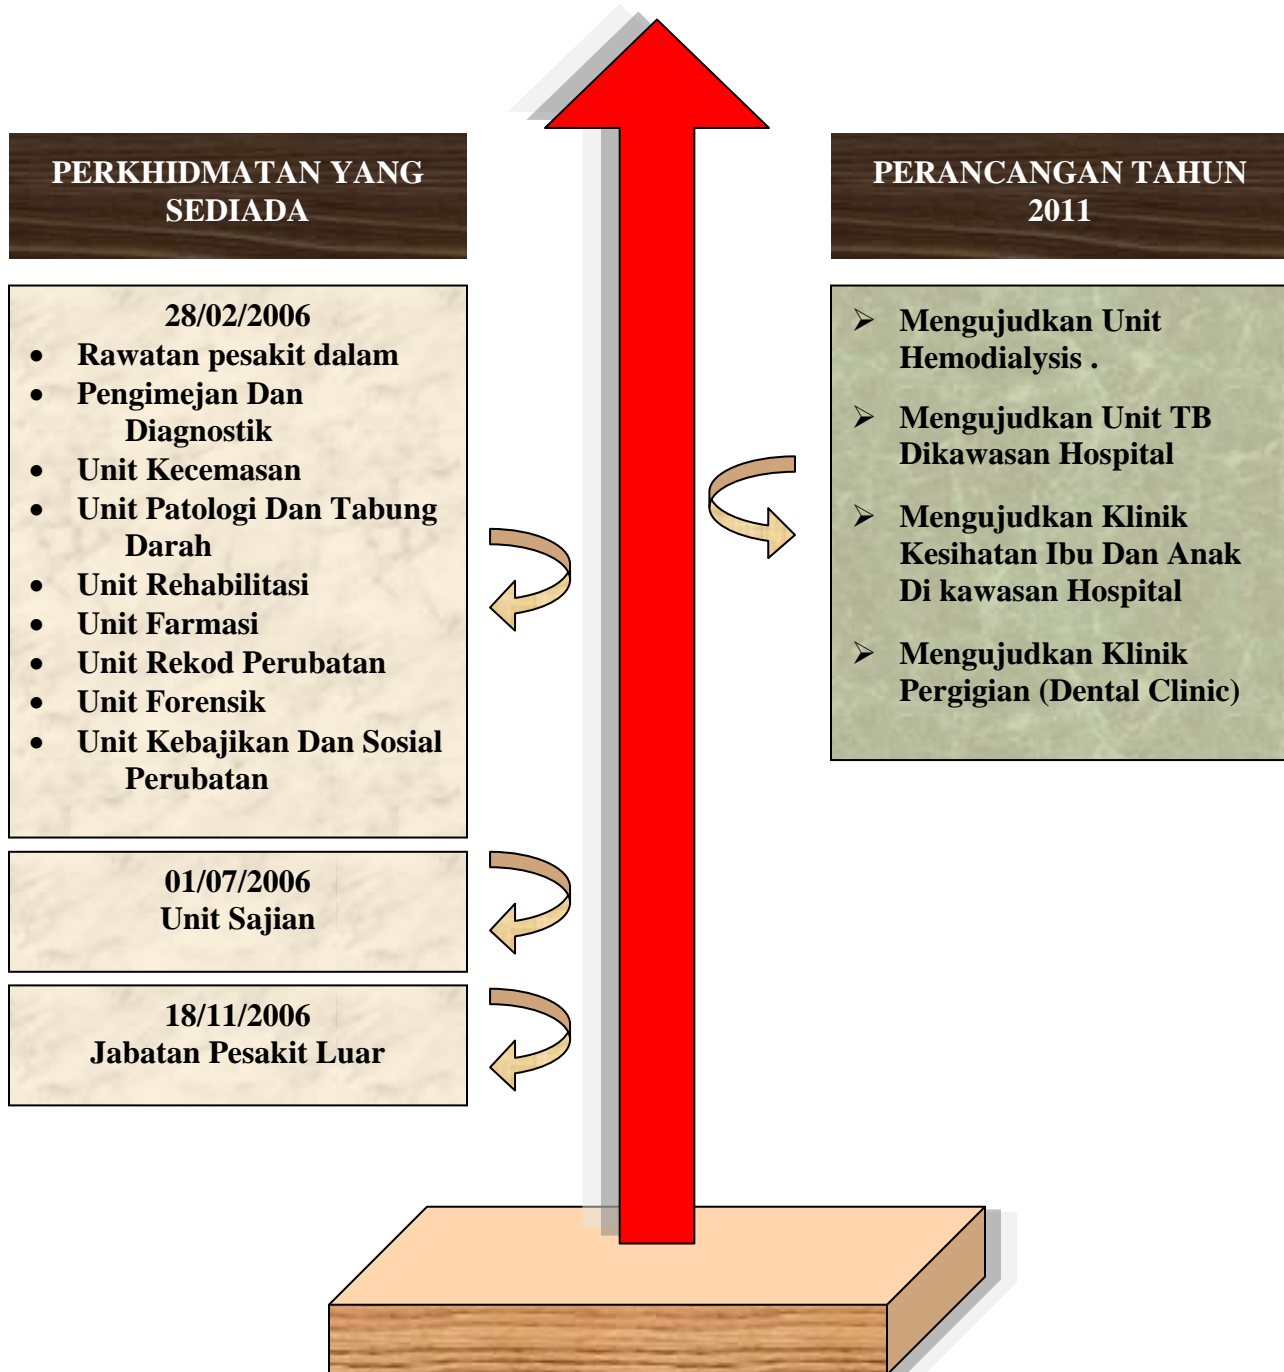 PERKHIDMATAN YANG
SEDIADA
28/02/2006
• Rawatan pesakit dalam
• Pengimejan Dan
Diagnostik
• Unit Kecemasan
• Unit Patologi Dan Tabung
Darah
• Unit Rehabilitasi
• Unit Farmasi
• Unit Rekod Perubatan
• Unit Forensik
• Unit Kebajikan Dan Sosial
Perubatan
01/07/2006
Unit Sajian
18/11/2006
Jabatan Pesakit Luar
PERANCANGAN TAHUN
2011
➢ Mengujudkan Unit
Hemodialysis .
➢ Mengujudkan Unit TB
Dikawasan Hospital
➢ Mengujudkan Klinik
Kesihatan Ibu Dan Anak
Di kawasan Hospital
➢ Mengujudkan Klinik
Pergigian (Dental Clinic)